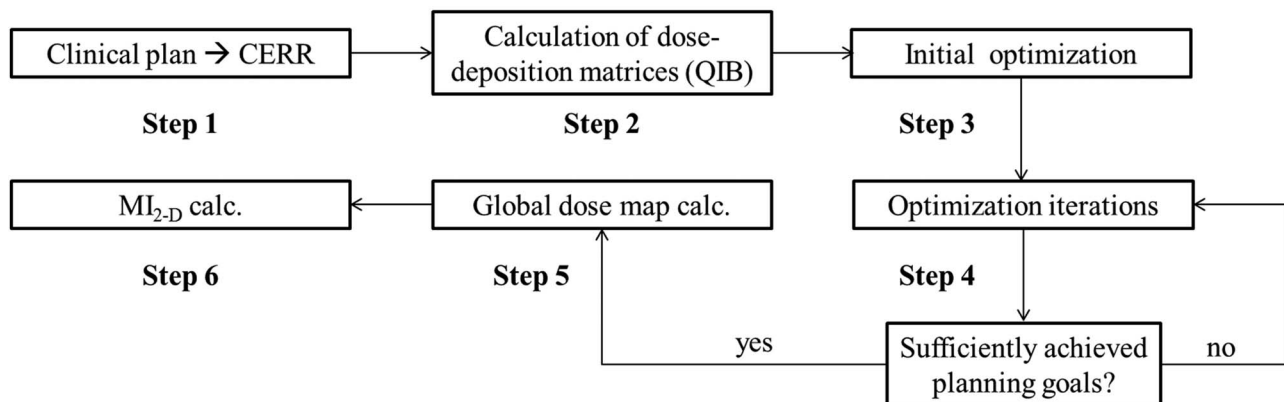 Clinical plan → CERR
Calculation of dose-
deposition matrices (QIB)
Initial optimization
Step 1
Step 2
Step 3
MI2-D calc.
Global dose map calc.
Optimization iterations
Step 6
Step 5
Step 4
yes
Sufficiently achieved
planning goals?
no